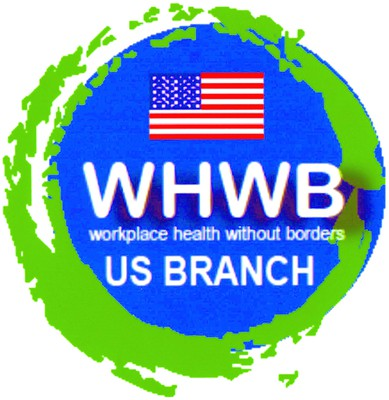 WHWB
workplace health without borders
US BRANCH